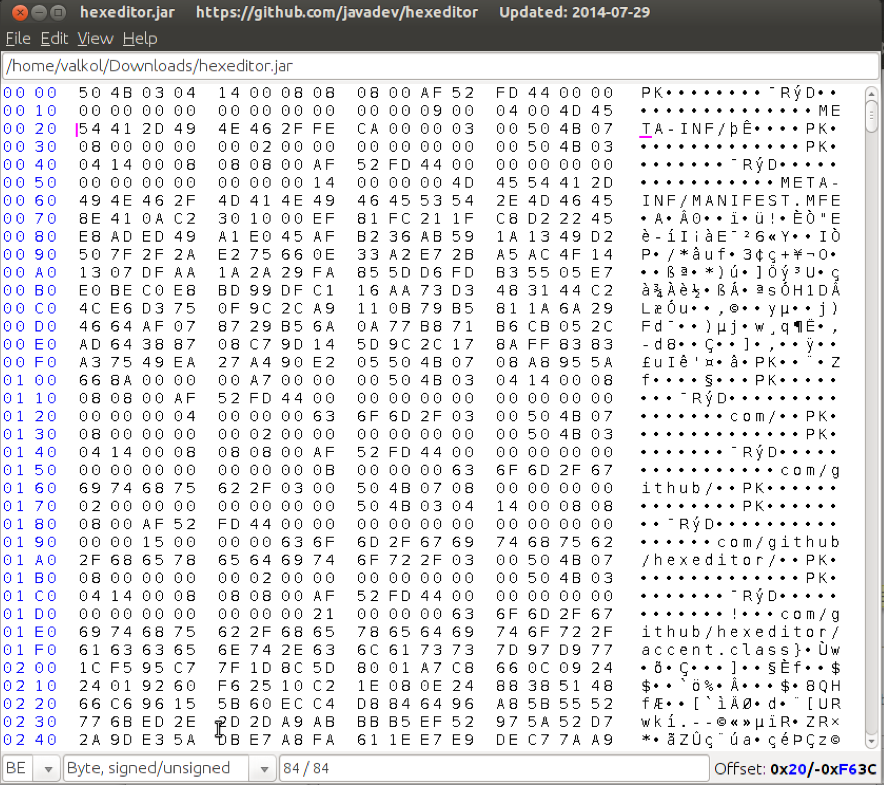 hexeditor.jar https://github.com/javadev/hexeditor Updated: 2014-07-29
File Edit View Help
/home/valkol/Downloads/hexeditor.jar
00 00 50 4B 03 04 14 00 08 08 08 00 AF 52 FD 44 00 00 PK••••••••¯RýD••
00 10 00 00 00 00 00 00 00 00 00 00 09 00 04 00 4D 45 ••••••••••••••ME
00 20 54 41 2D 49 4E 46 2F FE CA 00 00 03 00 50 4B 07 TA-INF/þÊ••••PK•
00 30 08 00 00 00 00 02 00 00 00 00 00 00 00 50 4B 03 •••••••••••••PK•
00 40 04 14 00 08 08 08 00 AF 52 FD 44 00 00 00 00 00 •••••••¯RýD•••••
00 50 00 00 00 00 00 00 00 14 00 00 00 4D 45 54 41 2D •••••••••••META-
00 60 49 4E 46 2F 4D 41 4E 49 46 45 53 54 2E 4D 46 45 INF/MANIFEST.MFE
00 70 8E 41 0A C2 30 10 00 EF 81 FC 21 1F C8 D2 22 45 •A•Â0••ï•ü!•ÈÒ"E
00 80 E8 AD ED 49 A1 E0 45 AF B2 36 AB 59 1A 13 49 D2 è-íI¡àE¯²6«Y••IÒ
00 90 50 7F 2F 2A E2 75 66 0E 33 A2 E7 2B A5 AC 4F 14 P•/*âuf•3¢ç+¥¬O•
00 A0 13 07 DF AA 1A 2A 29 FA 85 5D D6 FD B3 55 05 E7 ••ßª•*)ú•]Öý³U•ç
00 B0 E0 BE C0 E8 BD 99 DF C1 16 AA 73 D3 48 31 44 C2 à¾Àè½•ßÁ•ªsÓH1DÂ
00 C0 4C E6 D3 75 0F 9C 2C A9 11 0B 79 B5 81 1A 6A 29 LæÓu••,©••yµ••j)
00 D0 46 64 AF 07 87 29 B5 6A 0A 77 B8 71 B6 CB 05 2C Fd¯••)µj•w¸q¶Ë•,
00 E0 AD 64 38 87 08 C7 9D 14 5D 9C 2C 17 8A FF 83 83 -d8••Ç••]•,••ÿ••
00 F0 A3 75 49 EA 27 A4 90 E2 05 50 4B 07 08 A8 95 5A £uIê'¤•â•PK••¨•Z
01 00 66 8A 00 00 00 A7 00 00 00 50 4B 03 04 14 00 08 f••••§•••PK•••••
01 10 08 08 00 AF 52 FD 44 00 00 00 00 00 00 00 00 00 •••¯RýD•••••••••
01 20 00 00 00 04 00 00 00 63 6F 6D 2F 03 00 50 4B 07 •••••••com/••PK•
01 30 08 00 00 00 00 02 00 00 00 00 00 00 00 50 4B 03 •••••••••••••PK•
01 40 04 14 00 08 08 08 00 AF 52 FD 44 00 00 00 00 00 •••••••¯RýD•••••
01 50 00 00 00 00 00 00 00 0B 00 00 00 63 6F 6D 2F 67 •••••••••••com/g
01 60 69 74 68 75 62 2F 03 00 50 4B 07 08 00 00 00 00 ithub/••PK••••••
01 70 02 00 00 00 00 00 00 00 50 4B 03 04 14 00 08 08 ••••••••PK••••••
01 80 08 00 AF 52 FD 44 00 00 00 00 00 00 00 00 00 00 ••¯RýD••••••••••
01 90 00 00 15 00 00 00 63 6F 6D 2F 67 69 74 68 75 62 ••••••com/github
01 A0 2F 68 65 78 65 64 69 74 6F 72 2F 03 00 50 4B 07 /hexeditor/••PK•
01 B0 08 00 00 00 00 02 00 00 00 00 00 00 00 50 4B 03 •••••••••••••PK•
01 C0 04 14 00 08 08 08 00 AF 52 FD 44 00 00 00 00 00 •••••••¯RýD•••••
01 D0 00 00 00 00 00 00 00 21 00 00 00 63 6F 6D 2F 67 •••••••!•••com/g
01 E0 69 74 68 75 62 2F 68 65 78 65 64 69 74 6F 72 2F ithub/hexeditor/
01 F0 61 63 63 65 6E 74 2E 63 6C 61 73 73 7D 97 D9 77 accent.class}•Ùw
02 00 1C F5 95 C7 7F 1D 8C 5D 80 01 A7 C8 66 0C 09 24 •õ•Ç•••]••§Èf••$
02 10 24 01 92 60 F6 25 10 C2 1E 08 0E 24 88 38 51 48 $••`ö%•Â•••$•8QH
02 20 66 C6 96 15 5B 60 EC C4 D8 84 64 96 A8 5B 55 52 fÆ••[`ìÄØ•d•¨[UR
02 30 77 6B ED 2E 2D 2D A9 AB BB B5 EF 52 97 5A 52 D7 wkí.--©«»µïR•ZR×
02 40 2A 9D E3 5A DB E7 A8 FA 61 1E E7 E9 DE C7 7A A9 *•ãZÛç¨úa•çéÞÇz©
BE Byte, signed/unsigned 84 / 84 Offset: 0x20/-0xF63C